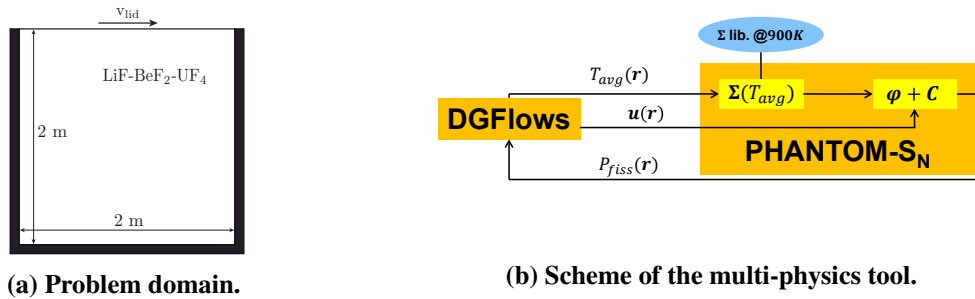 v_lid
LiF-BeF₂-UF₄
2 m
2 m
(a) Problem domain.
Σ lib. @900K
T_avg(r)
Σ(T_avg)
φ + C
DGFlows
u(r)
PHANTOM-S_N
P_fiss(r)
(b) Scheme of the multi-physics tool.